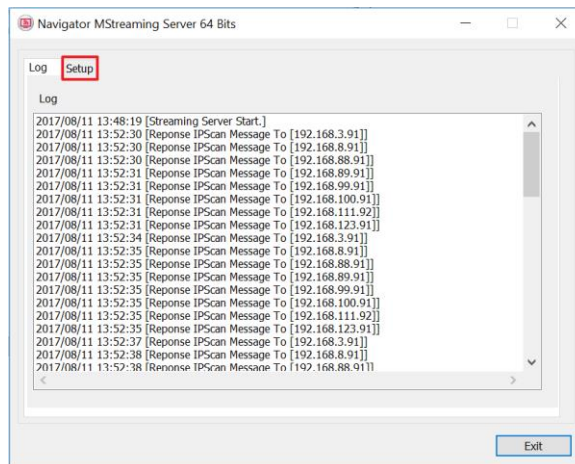 Navigator MStreaming Server 64 Bits
Log Setup
Log
2017/08/11 13:48:19 [Streaming Server Start.]
2017/08/11 13:52:30 [Reponse IPScan Message To [192.168.3.91]]
2017/08/11 13:52:30 [Reponse IPScan Message To [192.168.8.91]]
2017/08/11 13:52:30 [Reponse IPScan Message To [192.168.88.91]]
2017/08/11 13:52:31 [Reponse IPScan Message To [192.168.89.91]]
2017/08/11 13:52:31 [Reponse IPScan Message To [192.168.99.91]]
2017/08/11 13:52:31 [Reponse IPScan Message To [192.168.100.91]]
2017/08/11 13:52:31 [Reponse IPScan Message To [192.168.111.92]]
2017/08/11 13:52:31 [Reponse IPScan Message To [192.168.123.91]]
2017/08/11 13:52:34 [Reponse IPScan Message To [192.168.3.91]]
2017/08/11 13:52:35 [Reponse IPScan Message To [192.168.8.91]]
2017/08/11 13:52:35 [Reponse IPScan Message To [192.168.88.91]]
2017/08/11 13:52:35 [Reponse IPScan Message To [192.168.89.91]]
2017/08/11 13:52:35 [Reponse IPScan Message To [192.168.99.91]]
2017/08/11 13:52:35 [Reponse IPScan Message To [192.168.100.91]]
2017/08/11 13:52:35 [Reponse IPScan Message To [192.168.111.92]]
2017/08/11 13:52:35 [Reponse IPScan Message To [192.168.123.91]]
2017/08/11 13:52:37 [Reponse IPScan Message To [192.168.3.91]]
2017/08/11 13:52:38 [Reponse IPScan Message To [192.168.8.91]]
2017/08/11 13:52:38 [Reponse IPScan Message To [192.168.88.91]]
Exit